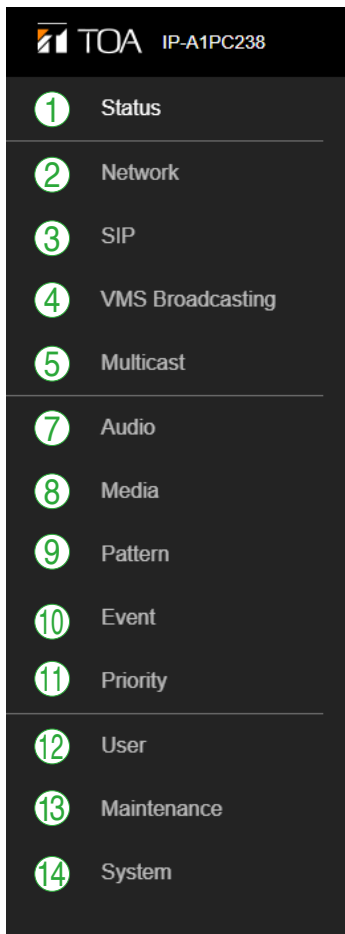 TOA IP-A1PC238
1 Status
2 Network
3 SIP
4 VMS Broadcasting
5 Multicast
7 Audio
8 Media
9 Pattern
10 Event
11 Priority
12 User
13 Maintenance
14 System